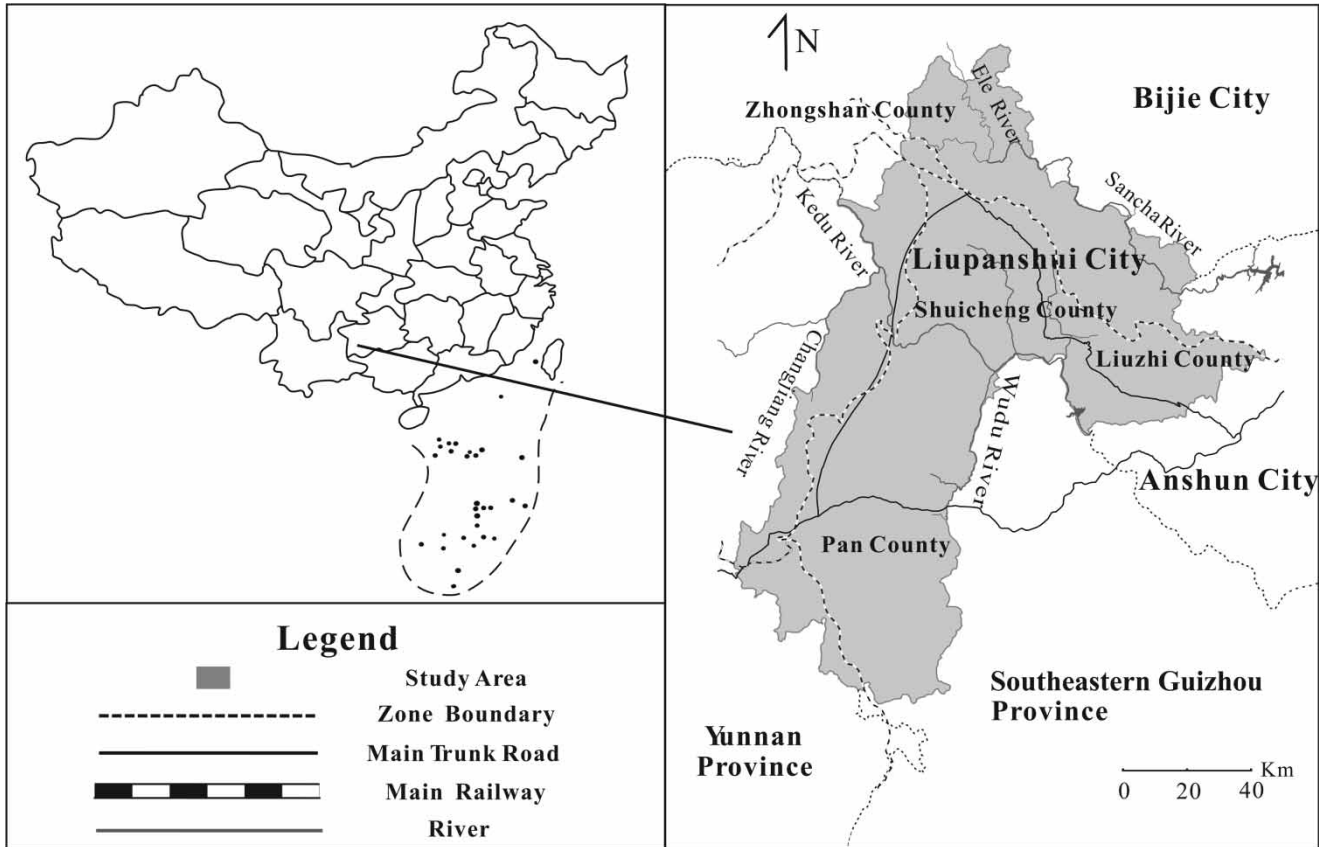 N
Ele River
Bijie City
Zhongshan County
Sancha River
Kedu River
Liupanshui City
Shuicheng County
Liuzhi County
Changjiang River
Wudu River
Anshun City
Pan County
Southeastern Guizhou
Province
Yunnan
Province
Km
0 20 40
Legend
Study Area
Zone Boundary
Main Trunk Road
Main Railway
River